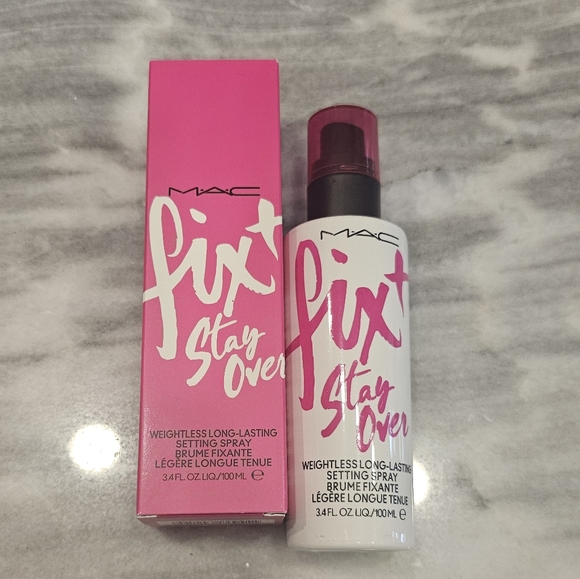 M·A·C
fix+
Stay
Over
WEIGHTLESS LONG-LASTING
SETTING SPRAY
BRUME FIXANTE
LÉGÈRE LONGUE TENUE
3.4 FL. OZ. LIQ./100 ML ℮
M·A·C
fix+
Stay
Over
WEIGHTLESS LONG-LASTING
SETTING SPRAY
BRUME FIXANTE
LÉGÈRE LONGUE TENUE
3.4 FL. OZ. LIQ./100 ML ℮